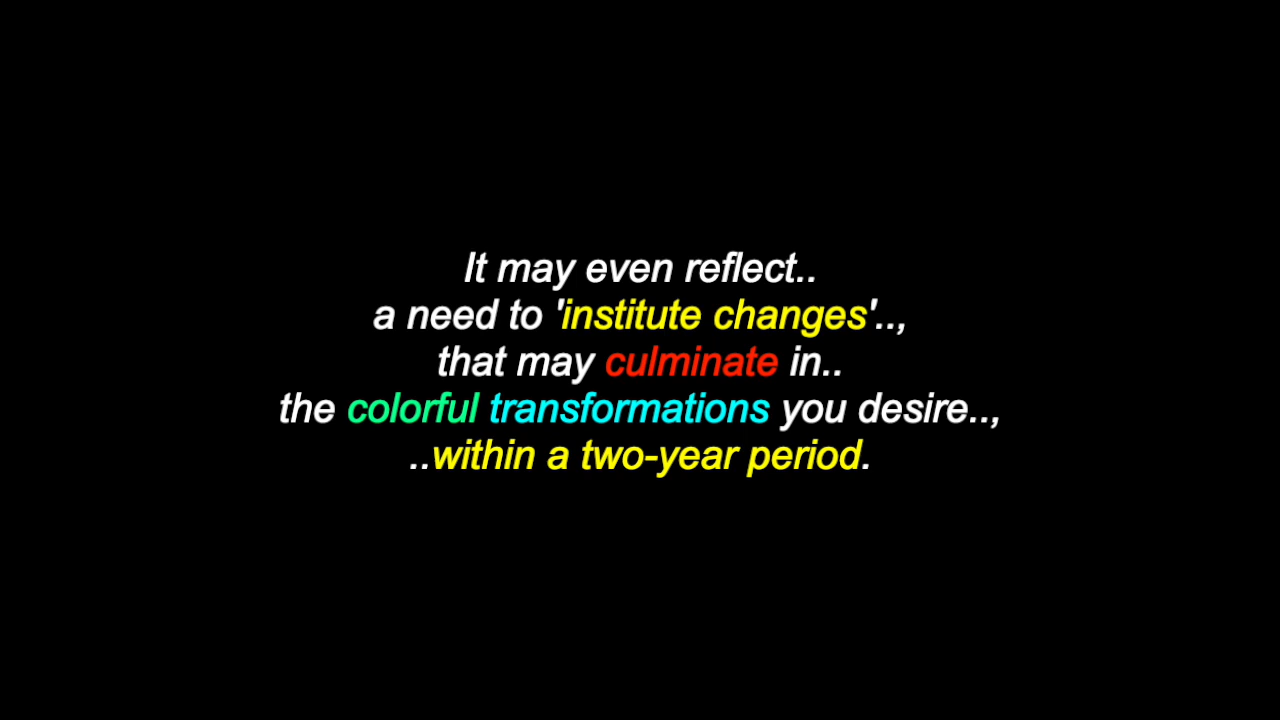 It may even reflect..
a need to 'institute changes'..,
that may culminate in..
the colorful transformations you desire..,
..within a two-year period.